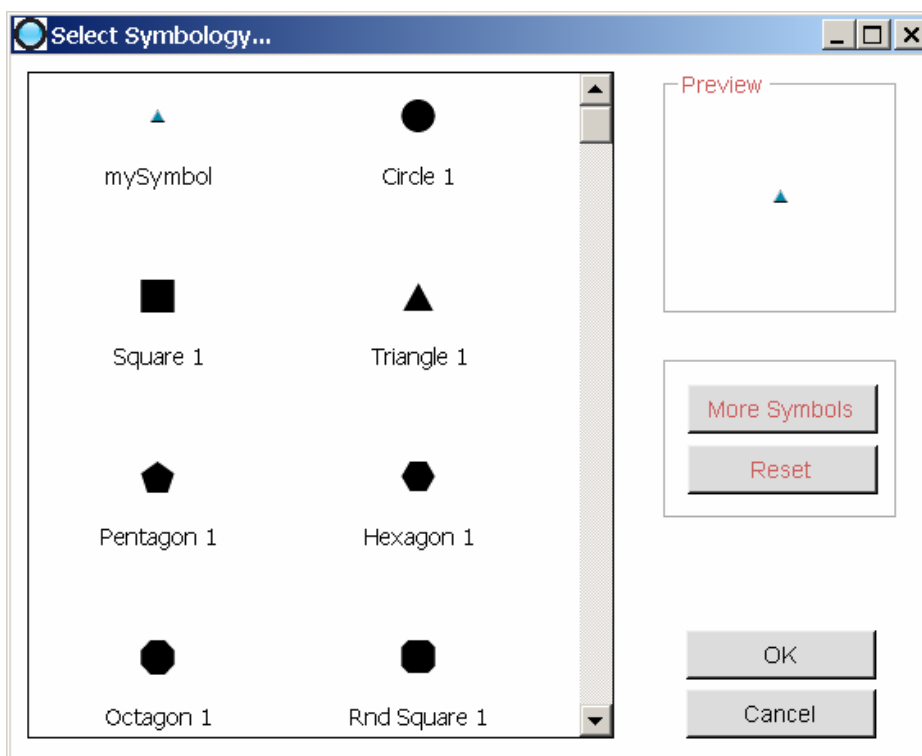 Select Symbology...
mySymbol
Circle 1
Square 1
Triangle 1
Pentagon 1
Hexagon 1
Octagon 1
Rnd Square 1
Preview
More Symbols
Reset
OK
Cancel